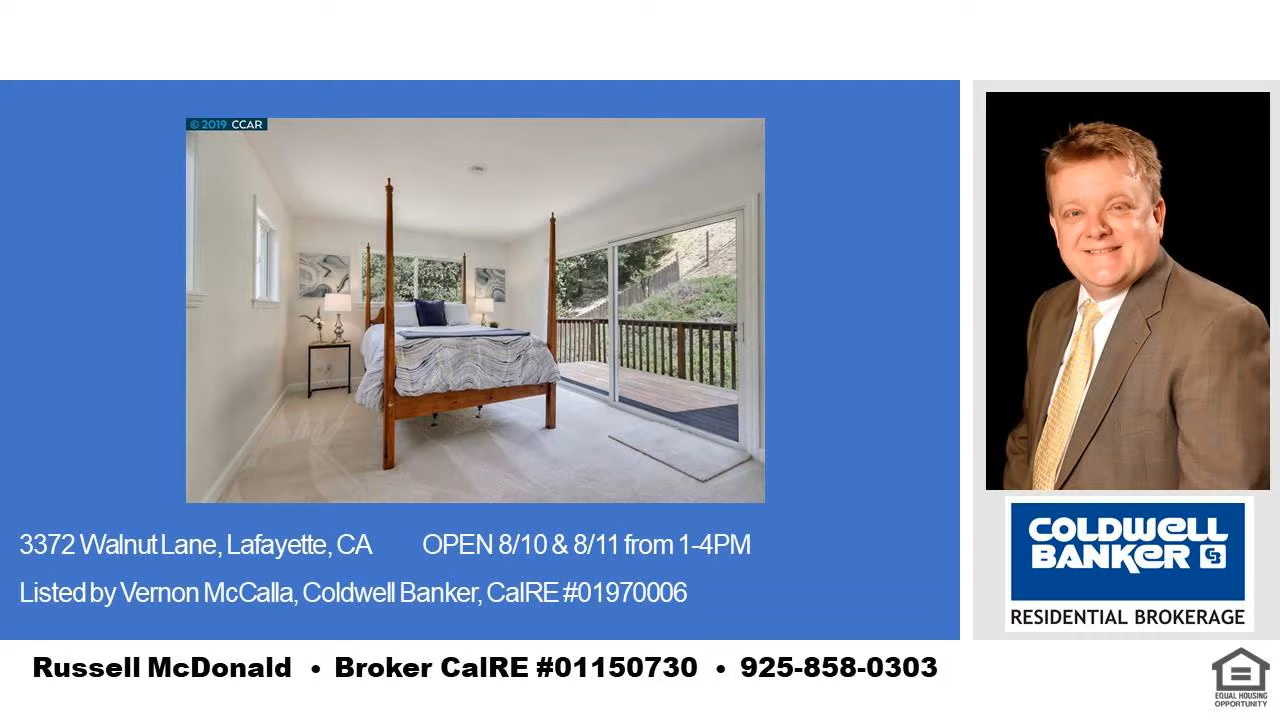 © 2019 CCAR
3372 Walnut Lane, Lafayette, CA OPEN 8/10 & 8/11 from 1-4PM
Listed by Vernon McCalla, Coldwell Banker, CalRE #01970006
COLDWELL
BANKER CB
RESIDENTIAL BROKERAGE
Russell McDonald • Broker CalRE #01150730 • 925-858-0303
EQUAL HOUSING
OPPORTUNITY